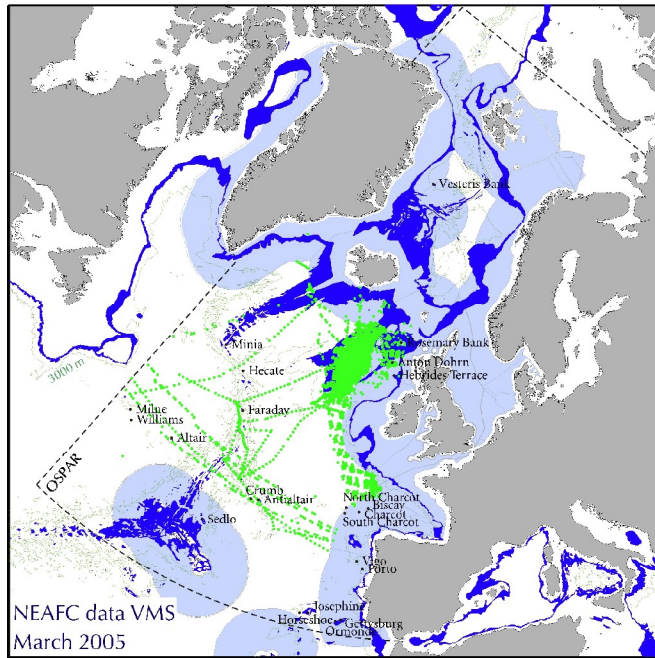 Vesteris Bank
Rosemary Bank
Minia
Anton Dohrn
Hecate
Hebrides Terrace
3000 m
Milne
Faraday
Williams
Altair
OSPAR
Crumb
Antialtair
North Charcot
Biscay
Charcot
South Charcot
Sedlo
Vigo
Porto
Josephine
Horseshoe
Gettysburg
Ormond
NEAFC data VMS
March 2005